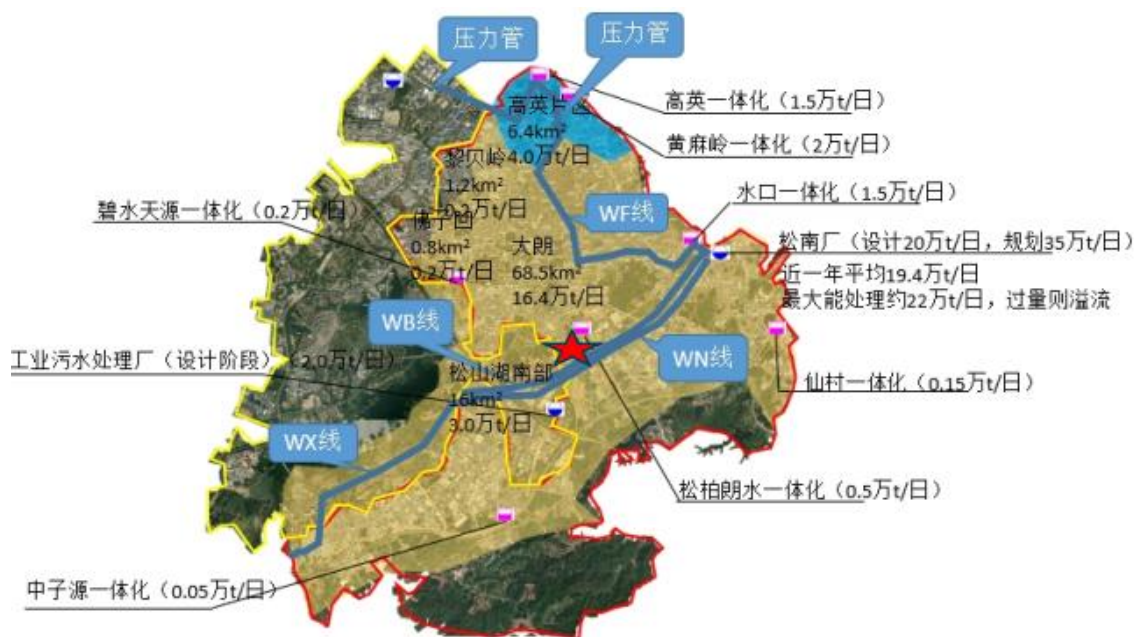 压力管
压力管
高英一体化（1.5万t/日）
高英片区
6.4km²
4.0万t/日
黄麻岭一体化（2万t/日）
黎贝岭
1.2km²
0.2万t/日
水口一体化（1.5万t/日）
碧水天源一体化（0.2万t/日）
WF线
佛子凹
0.8km²
0.2万t/日
大朗
68.5km²
16.4万t/日
松南厂（设计20万t/日，规划35万t/日）
近一年平均19.4万t/日
最大能处理约22万t/日，过量则溢流
WB线
WN线
工业污水处理厂（设计阶段）（2.0万t/日）
松山湖南部
16km²
3.0万t/日
仙村一体化（0.15万t/日）
WX线
松柏朗水一体化（0.5万t/日）
中子源一体化（0.05万t/日）